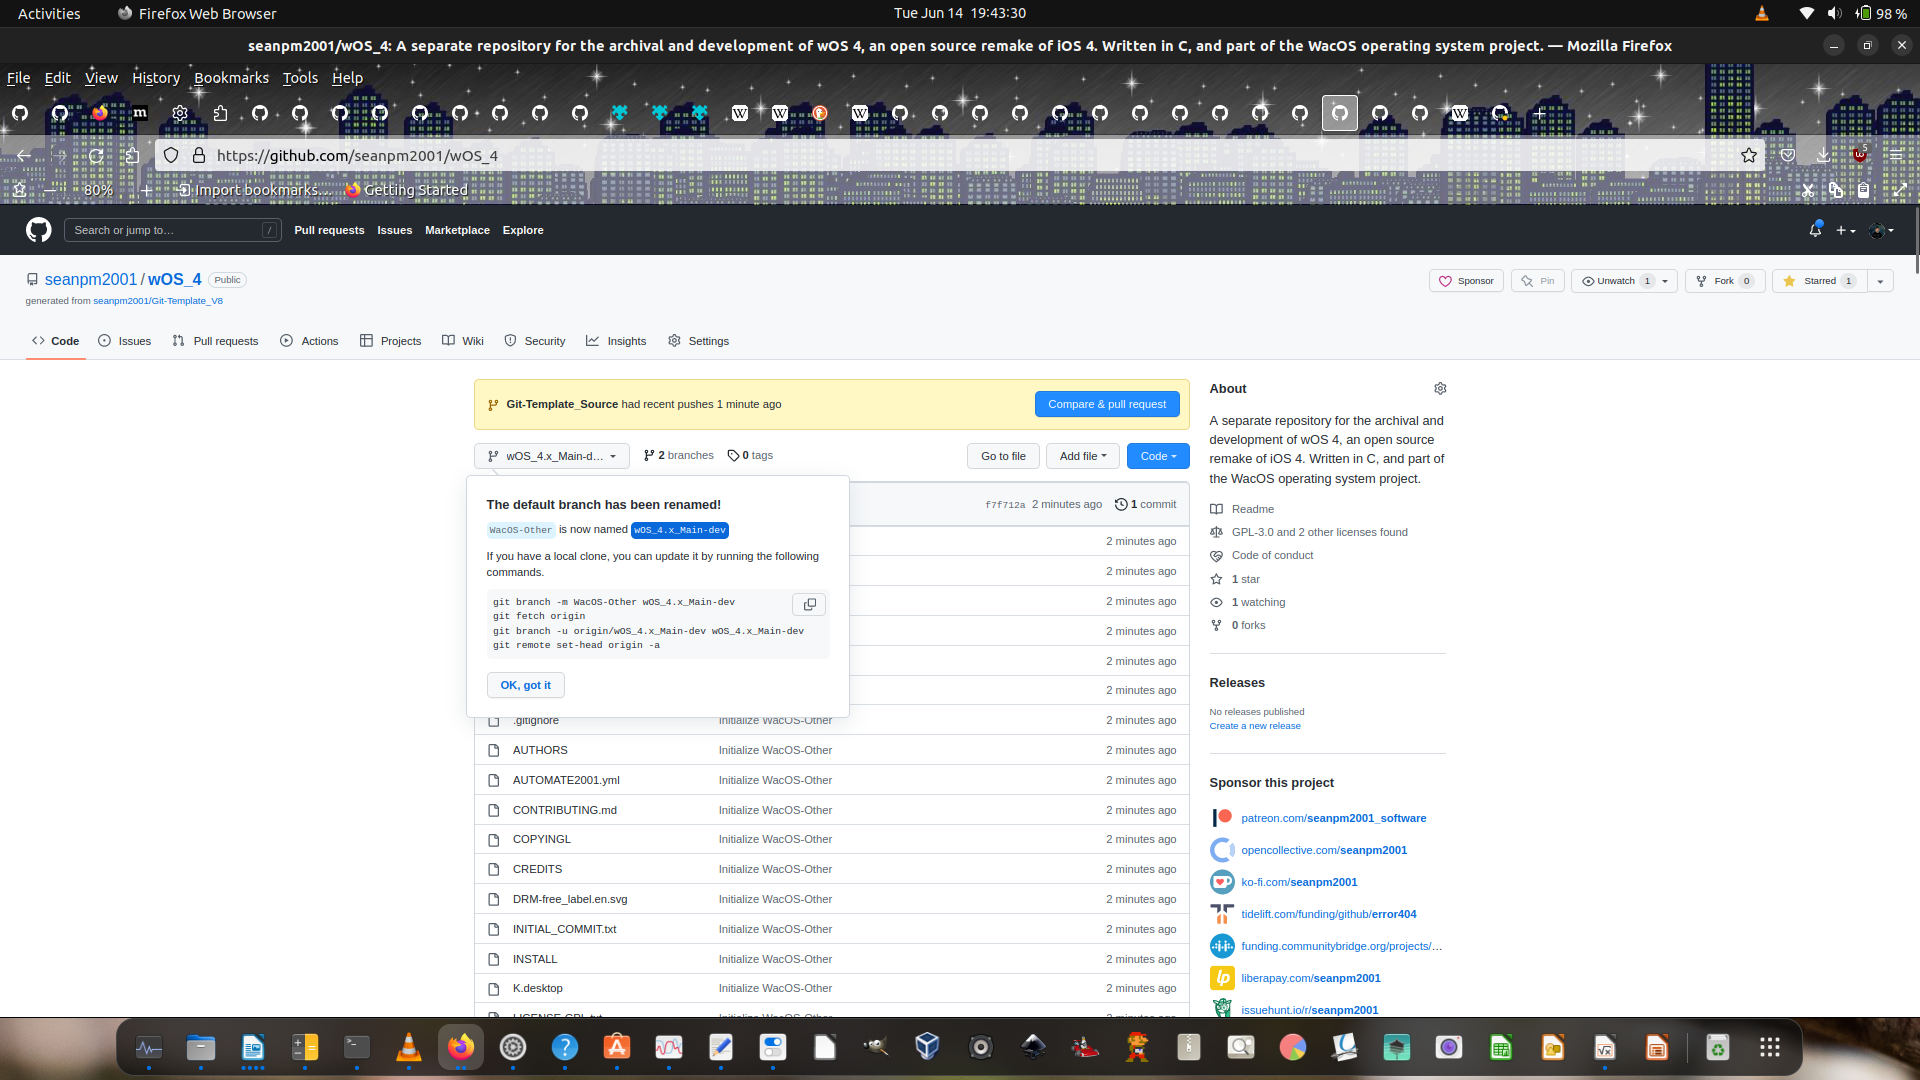 Activities
Firefox Web Browser
Tue Jun 14 19:43:30
98 %
seanpm2001/wOS_4: A separate repository for the archival and development of wOS 4, an open source remake of iOS 4. Written in C, and part of the WacOS operating system project. — Mozilla Firefox
File Edit View History Bookmarks Tools Help
https://github.com/seanpm2001/wOS_4
5
80%
Import bookmarks...
Getting Started
Search or jump to…
/
Pull requests Issues Marketplace Explore
seanpm2001 / wOS_4 Public
generated from seanpm2001/Git-Template_V8
Sponsor
Pin
Unwatch 1
Fork 0
Starred 1
Code
Issues
Pull requests
Actions
Projects
Wiki
Security
Insights
Settings
Git-Template_Source had recent pushes 1 minute ago
Compare & pull request
wOS_4.x_Main-d…
2 branches
0 tags
Go to file
Add file
Code
The default branch has been renamed!
WacOS-Other is now named wOS_4.x_Main-dev
If you have a local clone, you can update it by running the following
commands.
git branch -m WacOS-Other wOS_4.x_Main-dev
git fetch origin
git branch -u origin/wOS_4.x_Main-dev wOS_4.x_Main-dev
git remote set-head origin -a
OK, got it
f7f712a 2 minutes ago 1 commit
2 minutes ago
2 minutes ago
2 minutes ago
2 minutes ago
2 minutes ago
2 minutes ago
.gitignore Initialize WacOS-Other 2 minutes ago
AUTHORS Initialize WacOS-Other 2 minutes ago
AUTOMATE2001.yml Initialize WacOS-Other 2 minutes ago
CONTRIBUTING.md Initialize WacOS-Other 2 minutes ago
COPYINGL Initialize WacOS-Other 2 minutes ago
CREDITS Initialize WacOS-Other 2 minutes ago
DRM-free_label.en.svg Initialize WacOS-Other 2 minutes ago
INITIAL_COMMIT.txt Initialize WacOS-Other 2 minutes ago
INSTALL Initialize WacOS-Other 2 minutes ago
K.desktop Initialize WacOS-Other 2 minutes ago
LICENSE-GPL.txt Initialize WacOS-Other 2 minutes ago
About
A separate repository for the archival and
development of wOS 4, an open source
remake of iOS 4. Written in C, and part of
the WacOS operating system project.
Readme
GPL-3.0 and 2 other licenses found
Code of conduct
1 star
1 watching
0 forks
Releases
No releases published
Create a new release
Sponsor this project
patreon.com/seanpm2001_software
opencollective.com/seanpm2001
ko-fi.com/seanpm2001
tidelift.com/funding/github/error404
funding.communitybridge.org/projects/…
liberapay.com/seanpm2001
issuehunt.io/r/seanpm2001